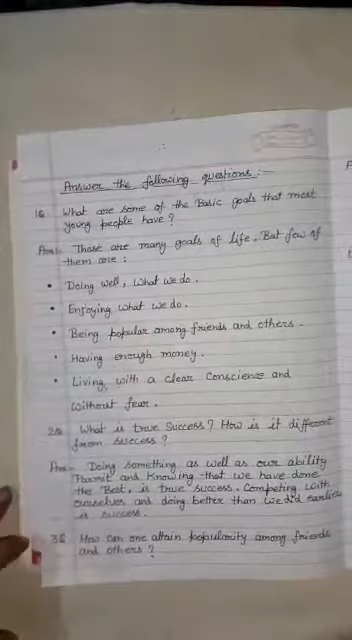 Answer the following questions :-
1Q What are some of the Basic goals that most
young people have?
Ans:- These are many goals of life. But few of
them are :
• Doing well, what we do.
• Enjoying what we do.
• Being popular among friends and others.
• Having enough money.
• Living with a clear Conscience and
without fear.
2Q What is true Success? How is it different
from success?
Ans:- Doing something as well as our ability
Permit and Knowing that we have done
the Best, is true success. Competing with
ourselves and doing better than we did earlier
is success.
3Q How can one attain popularity among friends
and others?